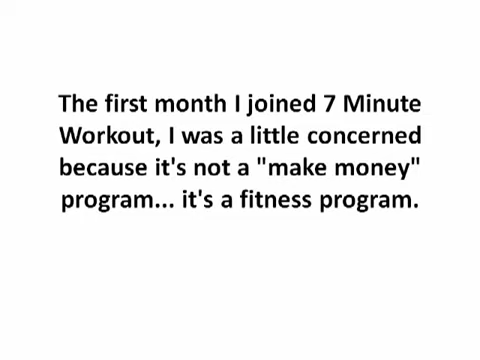 The first month I joined 7 Minute
Workout, I was a little concerned
because it's not a "make money"
program... it's a fitness program.